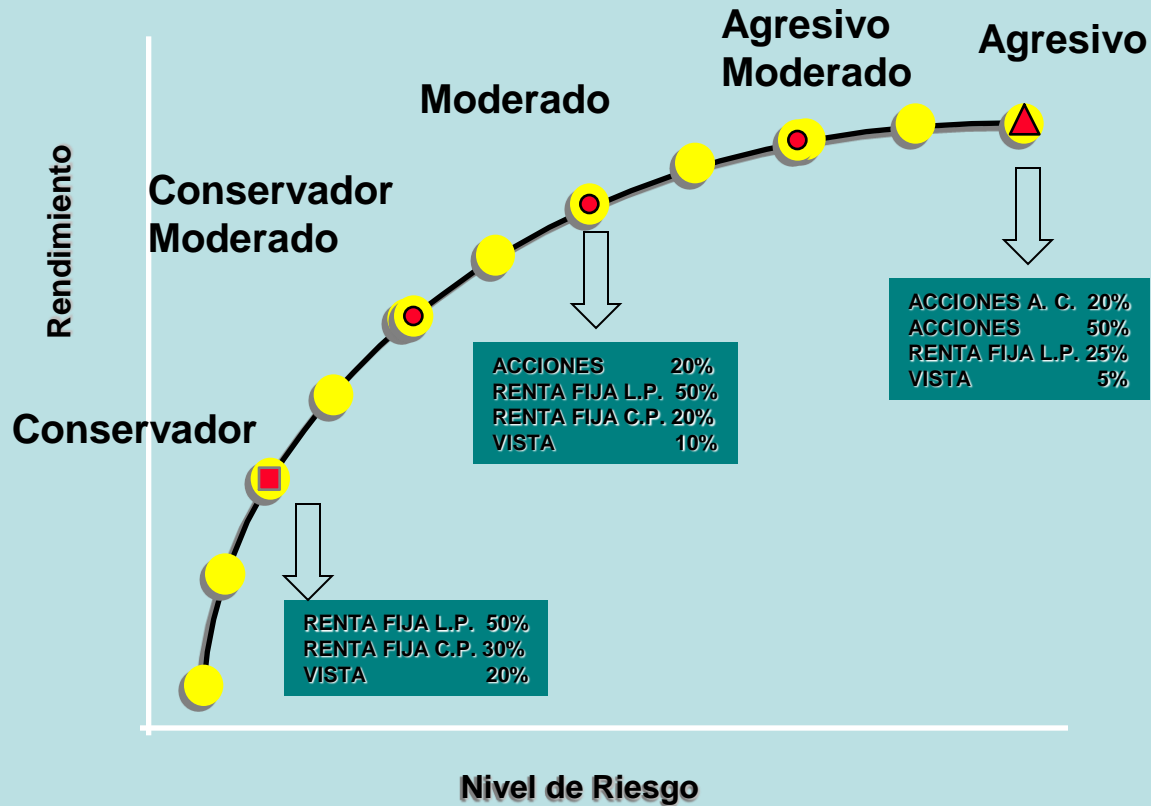 Agresivo
Moderado
Agresivo
Moderado
Rendimiento
Conservador
Moderado
ACCIONES A. C. 20%
ACCIONES 50%
RENTA FIJA L.P. 25%
VISTA 5%
ACCIONES 20%
RENTA FIJA L.P. 50%
RENTA FIJA C.P. 20%
VISTA 10%
Conservador
RENTA FIJA L.P. 50%
RENTA FIJA C.P. 30%
VISTA 20%
Nivel de Riesgo